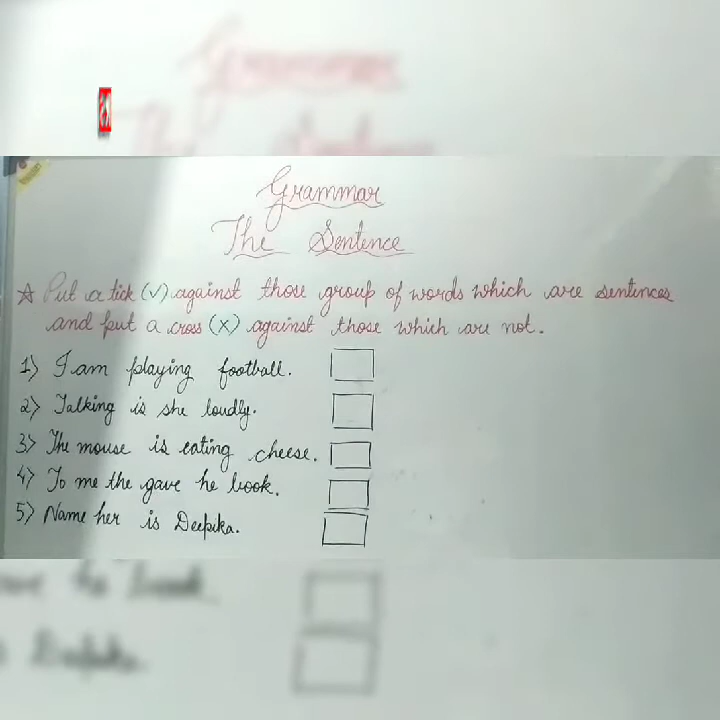 Grammar
The Sentence
☆ Put a tick (✓) against those group of words which are sentences
and put a cross (X) against those which are not.
1) I am playing football.
2) Talking is she loudly.
3) The mouse is eating cheese.
4) To me the gave he book.
5) Name her is Deepika.